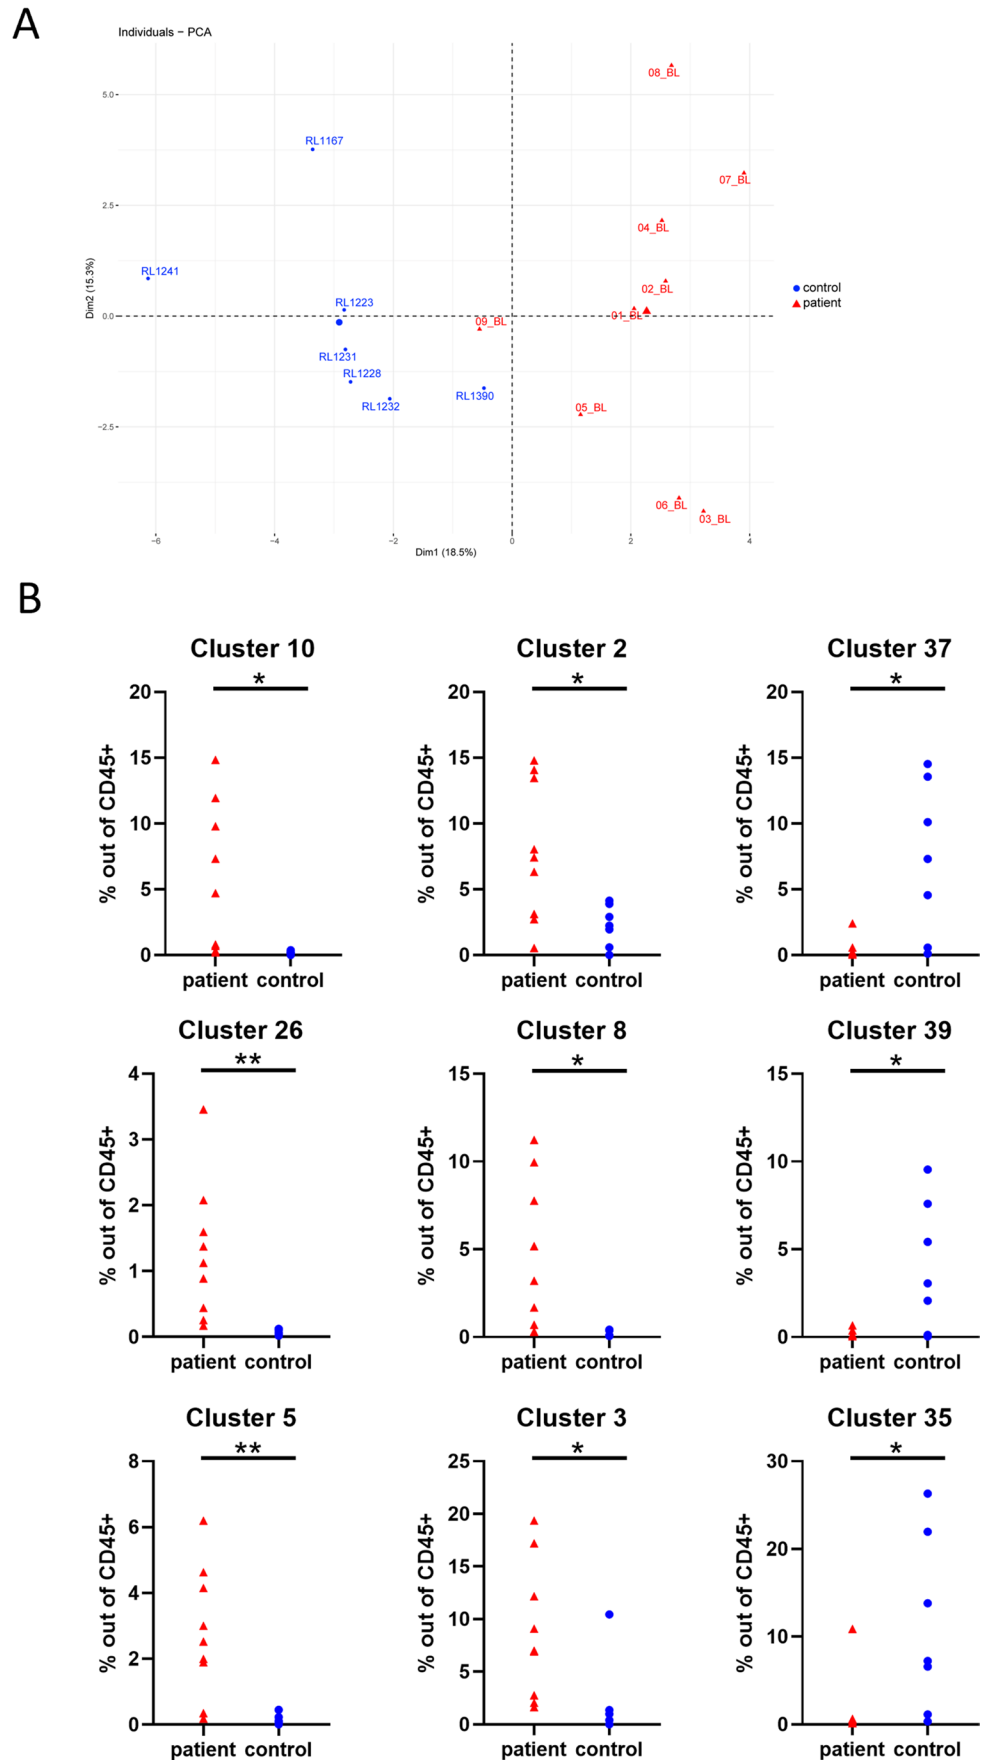 A
Individuals – PCA
08_BL
5.0
RL1167
07_BL
2.5
04_BL
RL1241
02_BL
RL1223
01_BL
0.0
09_BL
control
patient
Dim2 (15.3%)
RL1231
RL1228
RL1390
RL1232
05_BL
−2.5
06_BL
03_BL
−6 −4 −2 0 2 4
Dim1 (18.5%)
B
Cluster 10
*
% out of CD45+
20
15
10
5
0
patient control
Cluster 2
*
% out of CD45+
20
15
10
5
0
patient control
Cluster 37
*
% out of CD45+
20
15
10
5
0
patient control
Cluster 26
**
% out of CD45+
4
3
2
1
0
patient control
Cluster 8
*
% out of CD45+
15
10
5
0
patient control
Cluster 39
*
% out of CD45+
15
10
5
0
patient control
Cluster 5
**
% out of CD45+
8
6
4
2
0
patient control
Cluster 3
*
% out of CD45+
25
20
15
10
5
0
patient control
Cluster 35
*
% out of CD45+
30
20
10
0
patient control